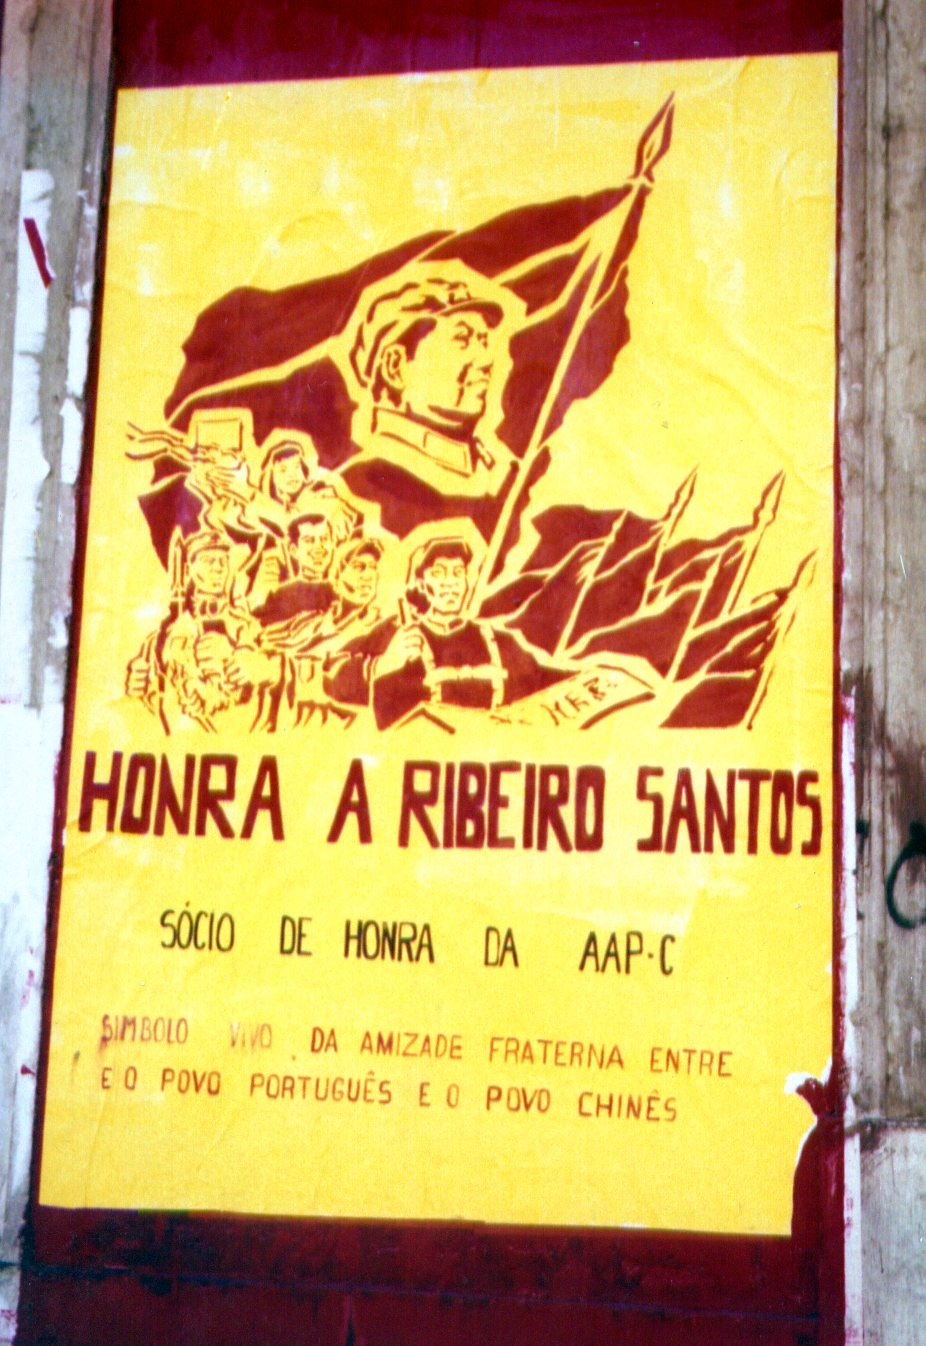 HONRA A RIBEIRO SANTOS
SÓCIO DE HONRA DA AAP-C
SIMBOLO VIVO DA AMIZADE FRATERNA ENTRE
E O POVO PORTUGUÊS E O POVO CHINÊS